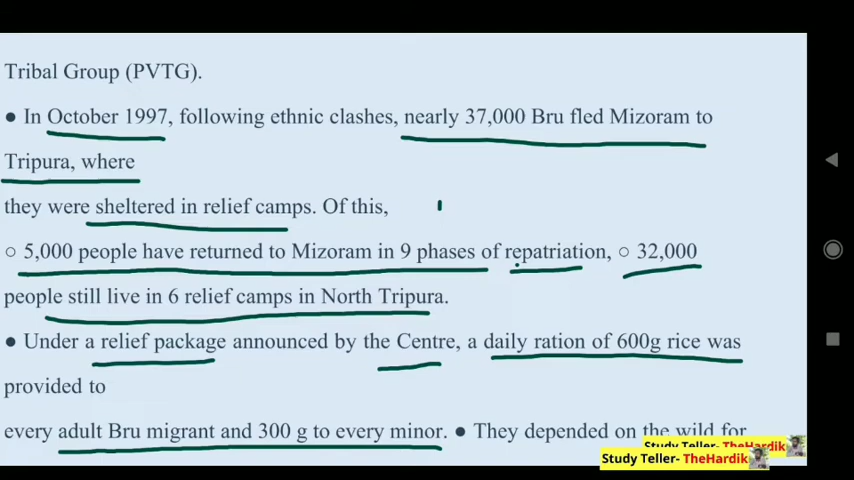 Tribal Group (PVTG).
● In October 1997, following ethnic clashes, nearly 37,000 Bru fled Mizoram to
Tripura, where
they were sheltered in relief camps. Of this,
○ 5,000 people have returned to Mizoram in 9 phases of repatriation, ○ 32,000
people still live in 6 relief camps in North Tripura.
● Under a relief package announced by the Centre, a daily ration of 600g rice was
provided to
every adult Bru migrant and 300 g to every minor. ● They depended on the wild for
Study Teller- TheHardik
Study Teller- TheHardik